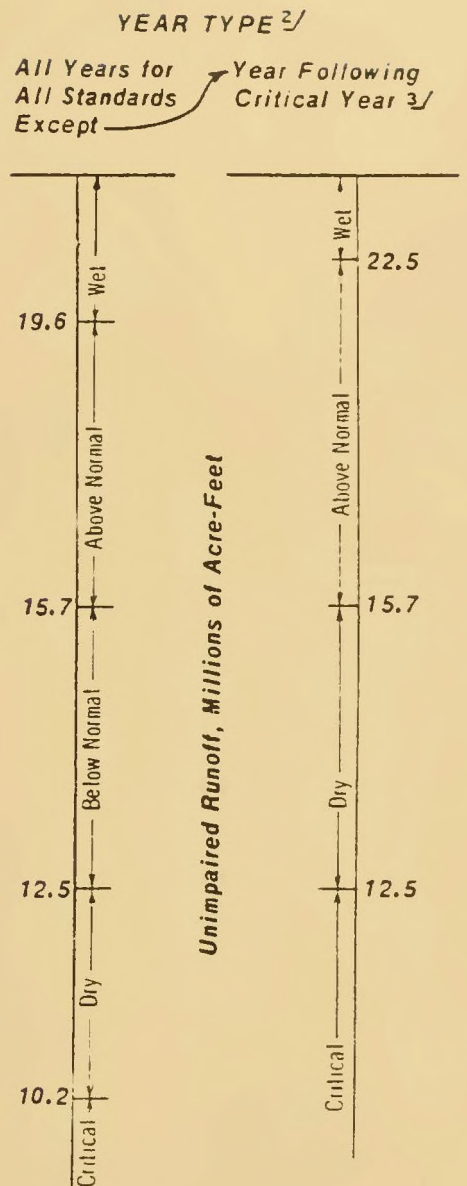 YEAR TYPE 2/
All Years for
All Standards
Except
Year Following
Critical Year 3/
Wet
19.6
Above Normal
15.7
Below Normal
12.5
Dry
10.2
Critical
Unimpaired Runoff, Millions of Acre-Feet
Wet
22.5
Above Normal
15.7
Dry
12.5
Critical